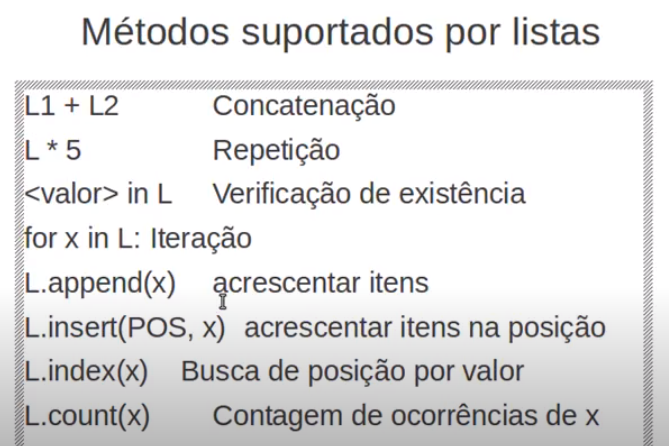 Métodos suportados por listas
L1 + L2 Concatenação
L * 5 Repetição
<valor> in L Verificação de existência
for x in L: Iteração
L.append(x) acrescentar itens
L.insert(POS, x) acrescentar itens na posição
L.index(x) Busca de posição por valor
L.count(x) Contagem de ocorrências de x